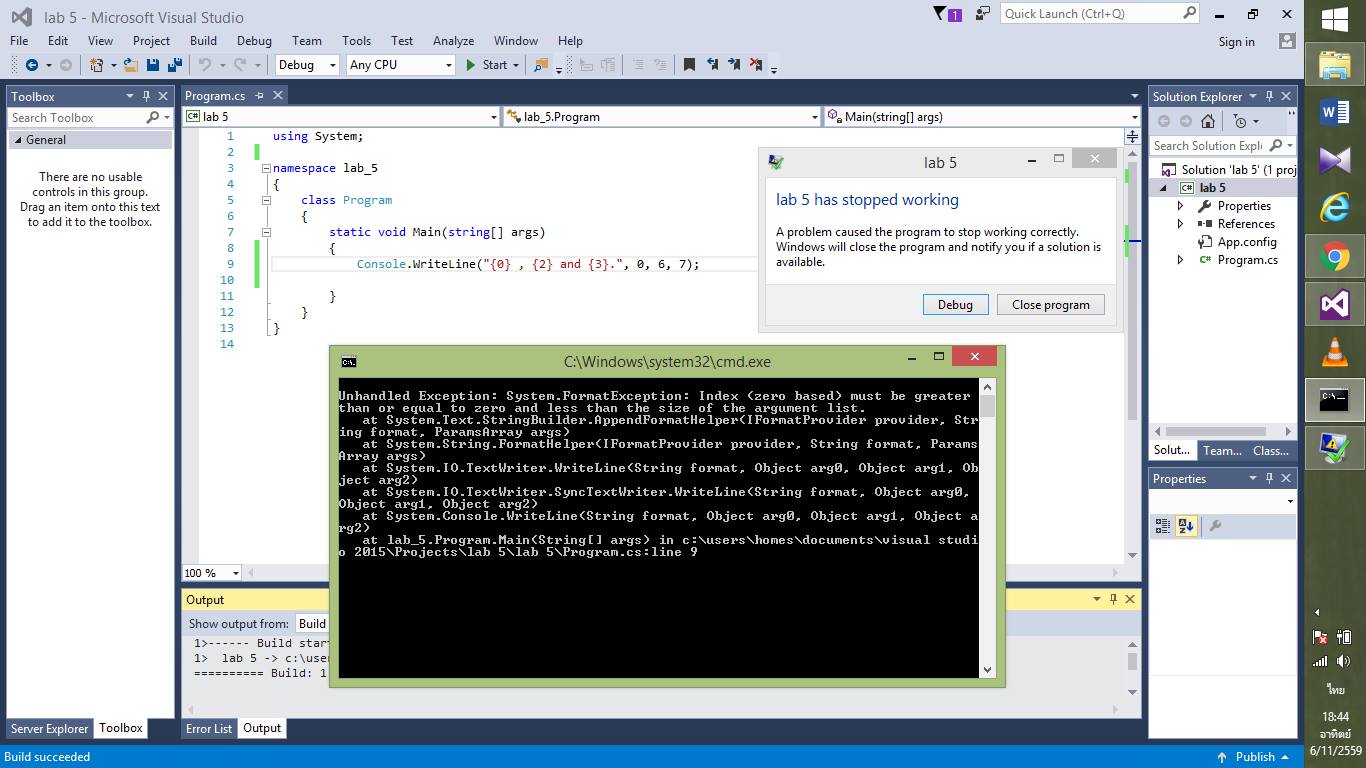 lab 5 - Microsoft Visual Studio
1
Quick Launch (Ctrl+Q)
File Edit View Project Build Debug Team Tools Test Analyze Window Help
Sign in
Debug
Any CPU
Start
Toolbox
Search Toolbox
General
There are no usable
controls in this group.
Drag an item onto this text
to add it to the toolbox.
Server Explorer
Toolbox
Program.cs
C# lab 5
lab_5.Program
Main(string[] args)
1 using System;
2
3 namespace lab_5
4 {
5 class Program
6 {
7 static void Main(string[] args)
8 {
9 Console.WriteLine("{0} , {2} and {3}.", 0, 6, 7);
10
11 }
12 }
13 }
14
100 %
lab 5
lab 5 has stopped working
A problem caused the program to stop working correctly.
Windows will close the program and notify you if a solution is
available.
Debug
Close program
C:\Windows\system32\cmd.exe
Unhandled Exception: System.FormatException: Index (zero based) must be greater
than or equal to zero and less than the size of the argument list.
at System.Text.StringBuilder.AppendFormatHelper(IFormatProvider provider, Str
ing format, ParamsArray args)
at System.String.FormatHelper(IFormatProvider provider, String format, Params
Array args)
at System.IO.TextWriter.WriteLine(String format, Object arg0, Object arg1, Ob
ject arg2)
at System.IO.TextWriter.SyncTextWriter.WriteLine(String format, Object arg0,
Object arg1, Object arg2)
at System.Console.WriteLine(String format, Object arg0, Object arg1, Object a
rg2)
at lab_5.Program.Main(String[] args) in c:\users\homes\documents\visual studi
o 2015\Projects\lab 5\lab 5\Program.cs:line 9
Output
Show output from: Build
1>------ Build start
1> lab 5 -> c:\use
========== Build: 1
Error List
Output
Solution Explorer
Search Solution Expl
Solution 'lab 5' (1 proj
C# lab 5
Properties
References
App.config
C# Program.cs
Solut...
Team...
Class...
Properties
Build succeeded
Publish
ไทย
18:44
อาทิตย์
6/11/2559